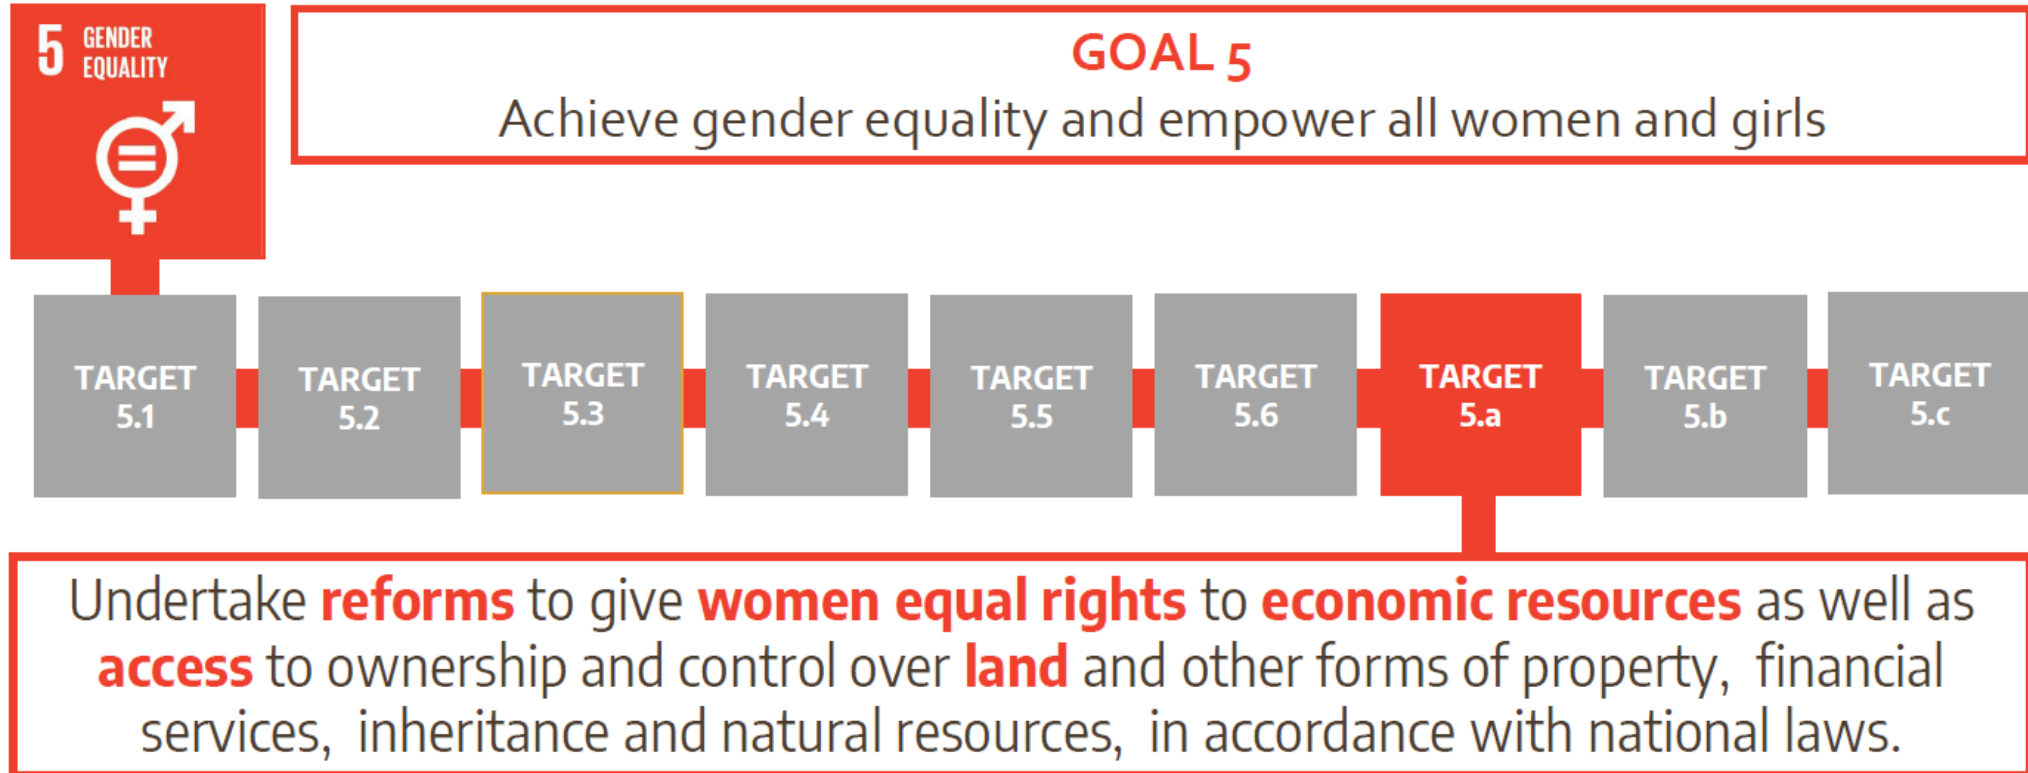 5 GENDER
EQUALITY
GOAL 5
Achieve gender equality and empower all women and girls
TARGET
5.1
TARGET
5.2
TARGET
5.3
TARGET
5.4
TARGET
5.5
TARGET
5.6
TARGET
5.a
TARGET
5.b
TARGET
5.c
Undertake reforms to give women equal rights to economic resources as well as
access to ownership and control over land and other forms of property, financial
services, inheritance and natural resources, in accordance with national laws.